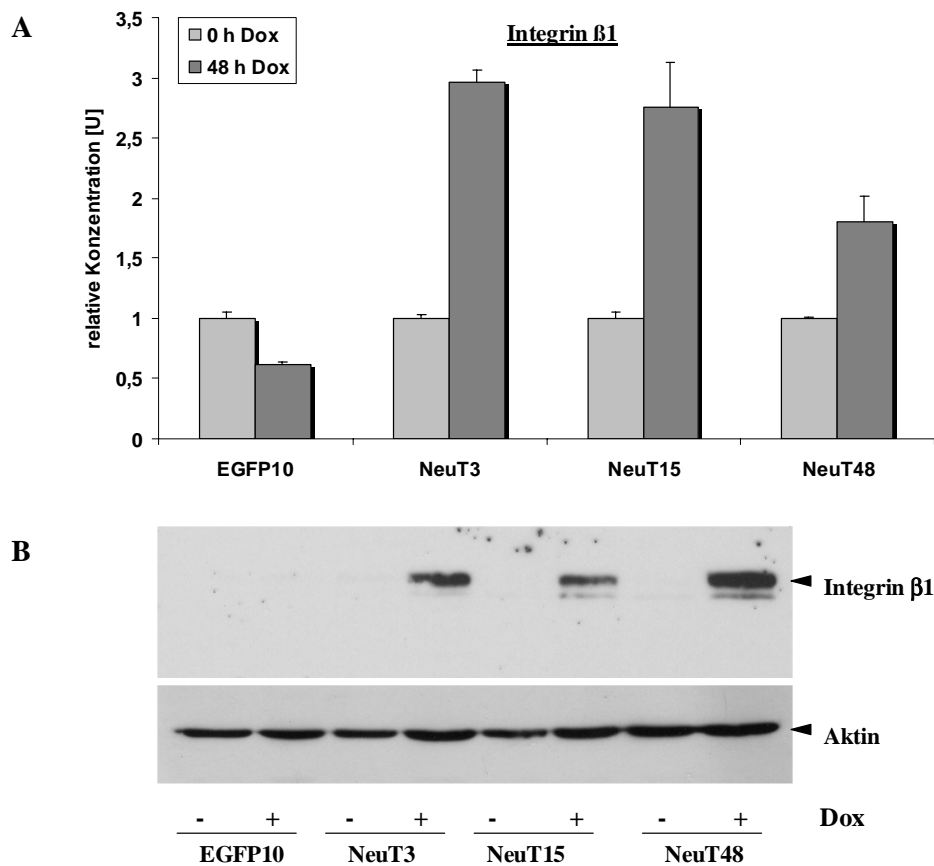 A
Integrin ß1
0 h Dox
48 h Dox
relative Konzentration [U]
3,5
3
2,5
2
1,5
1
0,5
0
EGFP10 NeuT3 NeuT15 NeuT48
B
Integrin β1
Aktin
- + - + - + - + Dox
EGFP10 NeuT3 NeuT15 NeuT48